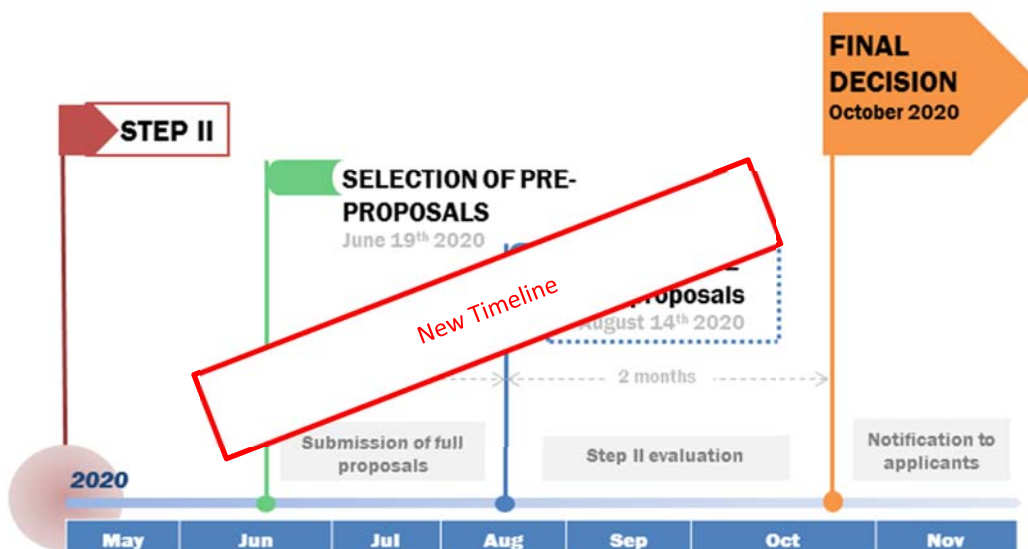 FINAL
DECISION
October 2020
STEP II
SELECTION OF PRE-
PROPOSALS
June 19th 2020
New Timeline
proposals
August 14th 2020
2 months
Submission of full
proposals
Step II evaluation
Notification to
applicants
2020
May Jun Jul Aug Sep Oct Nov